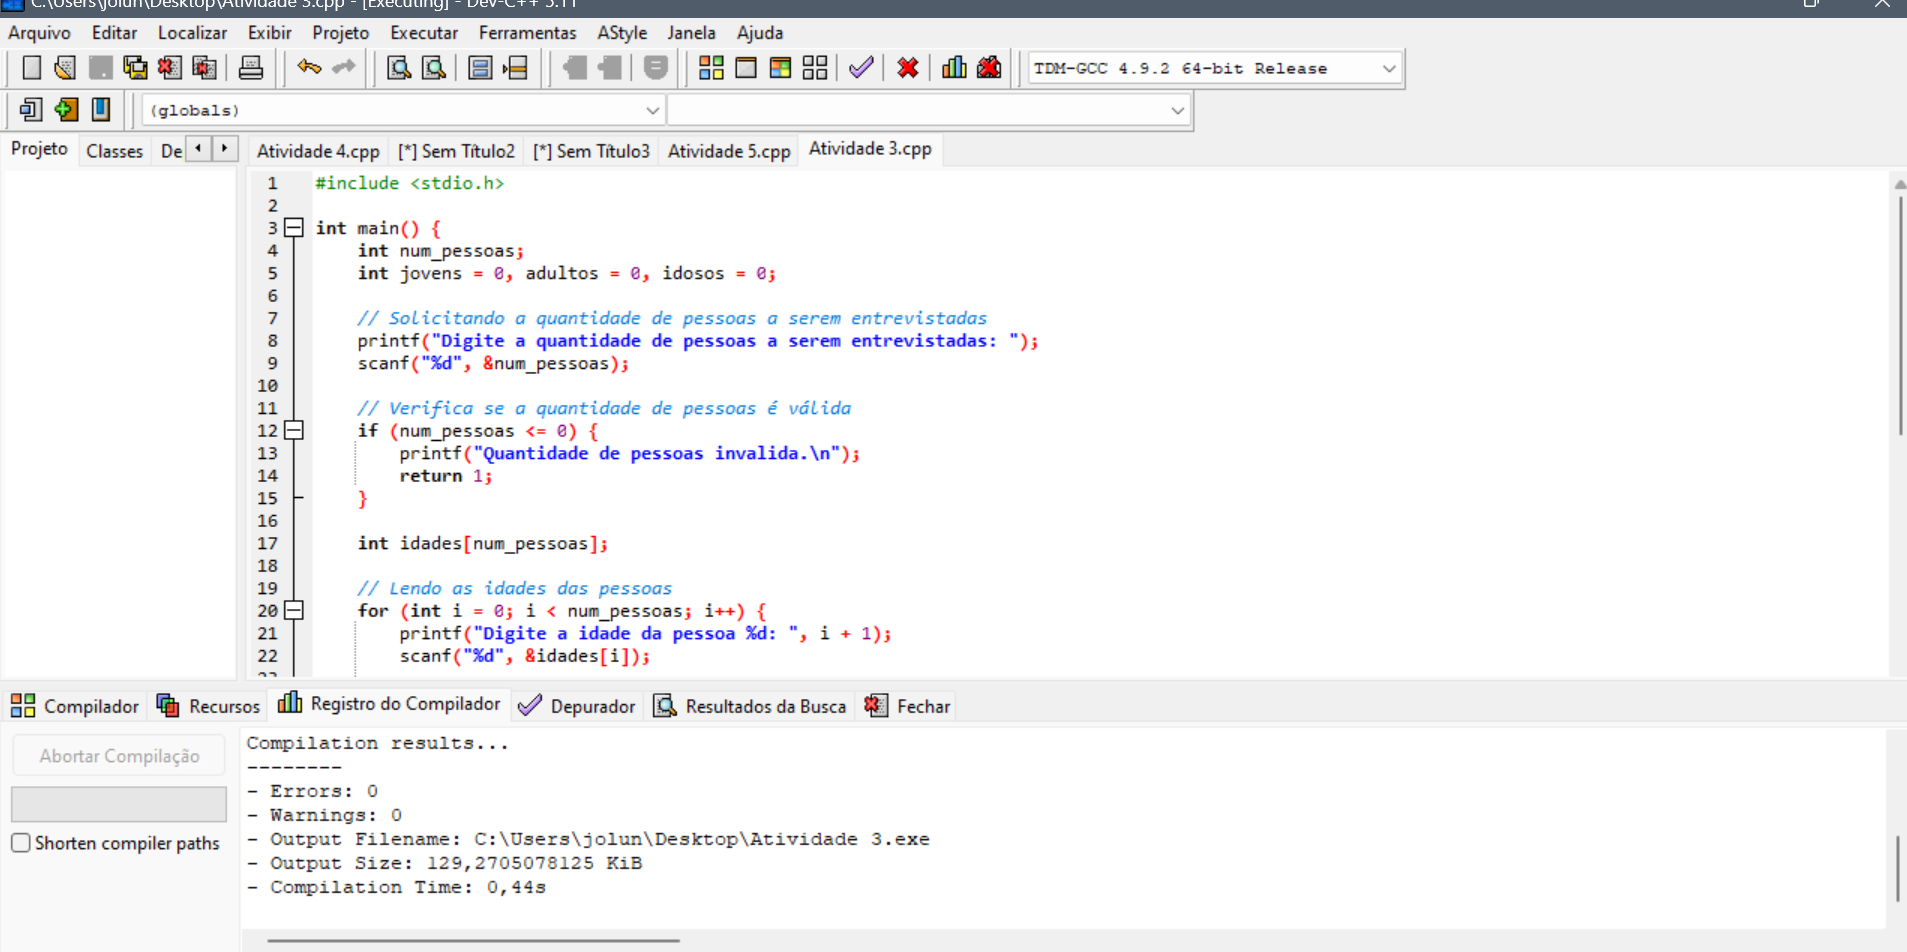 C:\Users\jolun\Desktop\Atividade 3.cpp - [Executing] - Dev-C++ 5.11
Arquivo Editar Localizar Exibir Projeto Executar Ferramentas AStyle Janela Ajuda
TDM-GCC 4.9.2 64-bit Release
(globals)
Projeto Classes De
Atividade 4.cpp [*] Sem Título2 [*] Sem Título3 Atividade 5.cpp Atividade 3.cpp
1 #include <stdio.h>
2
3 int main() {
4 int num_pessoas;
5 int jovens = 0, adultos = 0, idosos = 0;
6
7 // Solicitando a quantidade de pessoas a serem entrevistadas
8 printf("Digite a quantidade de pessoas a serem entrevistadas: ");
9 scanf("%d", &num_pessoas);
10
11 // Verifica se a quantidade de pessoas é válida
12 if (num_pessoas <= 0) {
13 printf("Quantidade de pessoas invalida.\n");
14 return 1;
15 }
16
17 int idades[num_pessoas];
18
19 // Lendo as idades das pessoas
20 for (int i = 0; i < num_pessoas; i++) {
21 printf("Digite a idade da pessoa %d: ", i + 1);
22 scanf("%d", &idades[i]);
Compilador Recursos Registro do Compilador Depurador Resultados da Busca Fechar
Abortar Compilação
Shorten compiler paths
Compilation results...
--------
- Errors: 0
- Warnings: 0
- Output Filename: C:\Users\jolun\Desktop\Atividade 3.exe
- Output Size: 129,2705078125 KiB
- Compilation Time: 0,44s